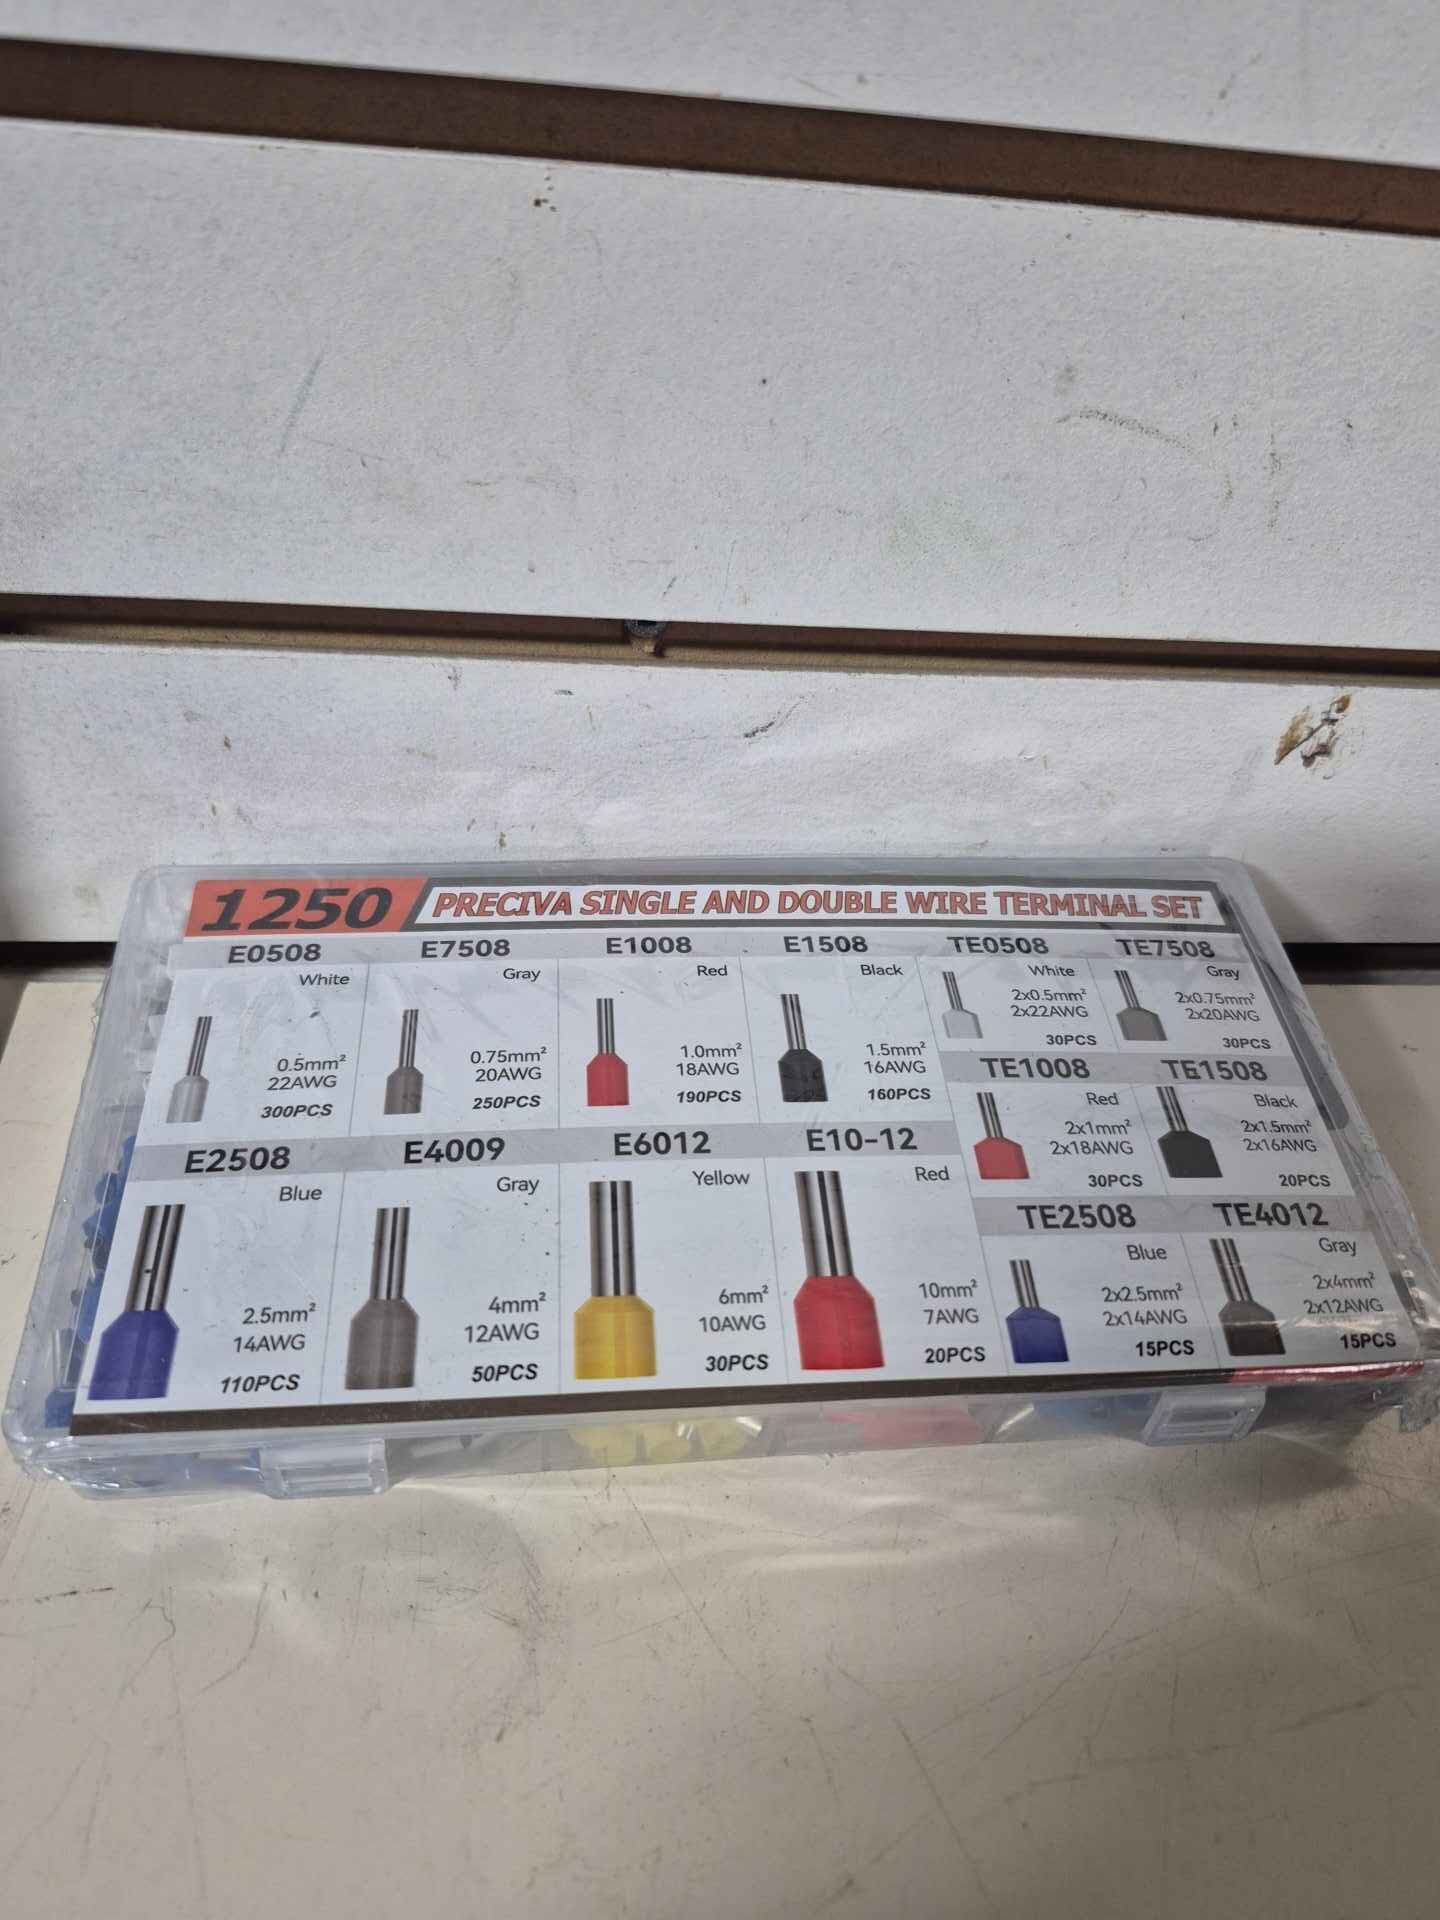 1250 PRECIVA SINGLE AND DOUBLE WIRE TERMINAL SET
E0508
White
0.5mm²
22AWG
300PCS
E7508
Gray
0.75mm²
20AWG
250PCS
E1008
Red
1.0mm²
18AWG
190PCS
E1508
Black
1.5mm²
16AWG
160PCS
TE0508
White
2x0.5mm²
2x22AWG
30PCS
TE7508
Gray
2x0.75mm²
2x20AWG
30PCS
TE1008
Red
2x1mm²
2x18AWG
30PCS
TE1508
Black
2x1.5mm²
2x16AWG
20PCS
E2508
Blue
2.5mm²
14AWG
110PCS
E4009
Gray
4mm²
12AWG
50PCS
E6012
Yellow
6mm²
10AWG
30PCS
E10-12
Red
10mm²
7AWG
20PCS
TE2508
Blue
2x2.5mm²
2x14AWG
15PCS
TE4012
Gray
2x4mm²
2x12AWG
15PCS